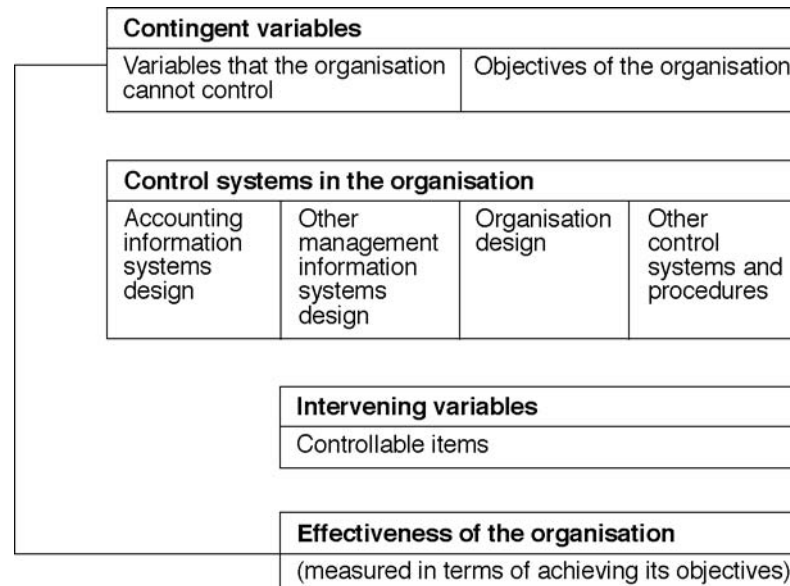 Contingent variables
Variables that the organisation
cannot control
Objectives of the organisation
Control systems in the organisation
Accounting
information
systems
design
Other
management
information
systems
design
Organisation
design
Other
control
systems and
procedures
Intervening variables
Controllable items
Effectiveness of the organisation
(measured in terms of achieving its objectives)